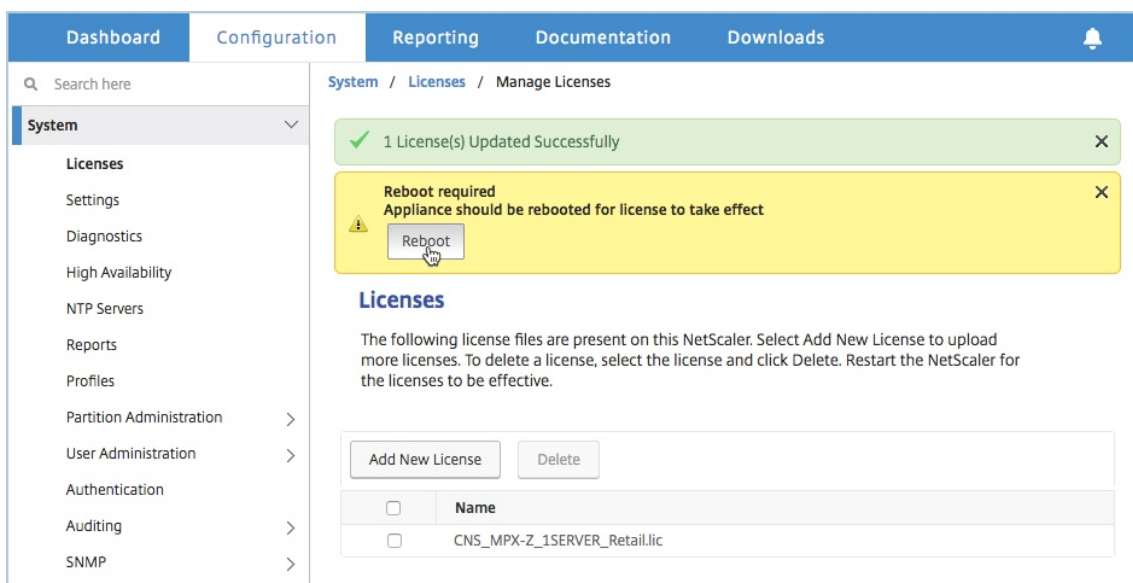 Dashboard
Configuration
Reporting
Documentation
Downloads
Search here
System
Licenses
Settings
Diagnostics
High Availability
NTP Servers
Reports
Profiles
Partition Administration
User Administration
Authentication
Auditing
SNMP
System / Licenses / Manage Licenses
1 License(s) Updated Successfully
Reboot required
Appliance should be rebooted for license to take effect
Reboot
Licenses
The following license files are present on this NetScaler. Select Add New License to upload
more licenses. To delete a license, select the license and click Delete. Restart the NetScaler for
the licenses to be effective.
Add New License
Delete
Name
CNS_MPX-Z_1SERVER_Retail.lic